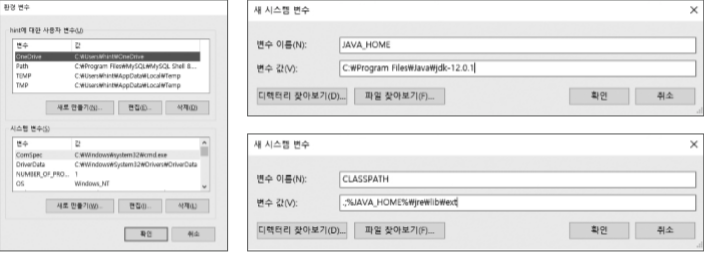 환경 변수
hint에 대한 사용자 변수(U)
변수 값
OneDrive C:₩Users₩hint₩OneDrive
Path C:₩Program Files₩MySQL₩MySQL Shell 8...
TEMP C:₩Users₩hint₩AppData₩Local₩Temp
TMP C:₩Users₩hint₩AppData₩Local₩Temp
새로 만들기(N)... 편집(E)... 삭제(D)
시스템 변수(S)
변수 값
ComSpec C:₩Windows₩system32₩cmd.exe
DriverData C:₩Windows₩System32₩Drivers₩DriverData
NUMBER_OF_PRO... 1
OS Windows_NT
새로 만들기(W)... 편집(I)... 삭제(L)
확인 취소
새 시스템 변수
변수 이름(N): JAVA_HOME
변수 값(V): C:₩Program Files₩Java₩jdk-12.0.1
디렉터리 찾아보기(D)... 파일 찾아보기(F)... 확인 취소
새 시스템 변수
변수 이름(N): CLASSPATH
변수 값(V): .;%JAVA_HOME%₩jre₩lib₩ext
디렉터리 찾아보기(D)... 파일 찾아보기(F)... 확인 취소